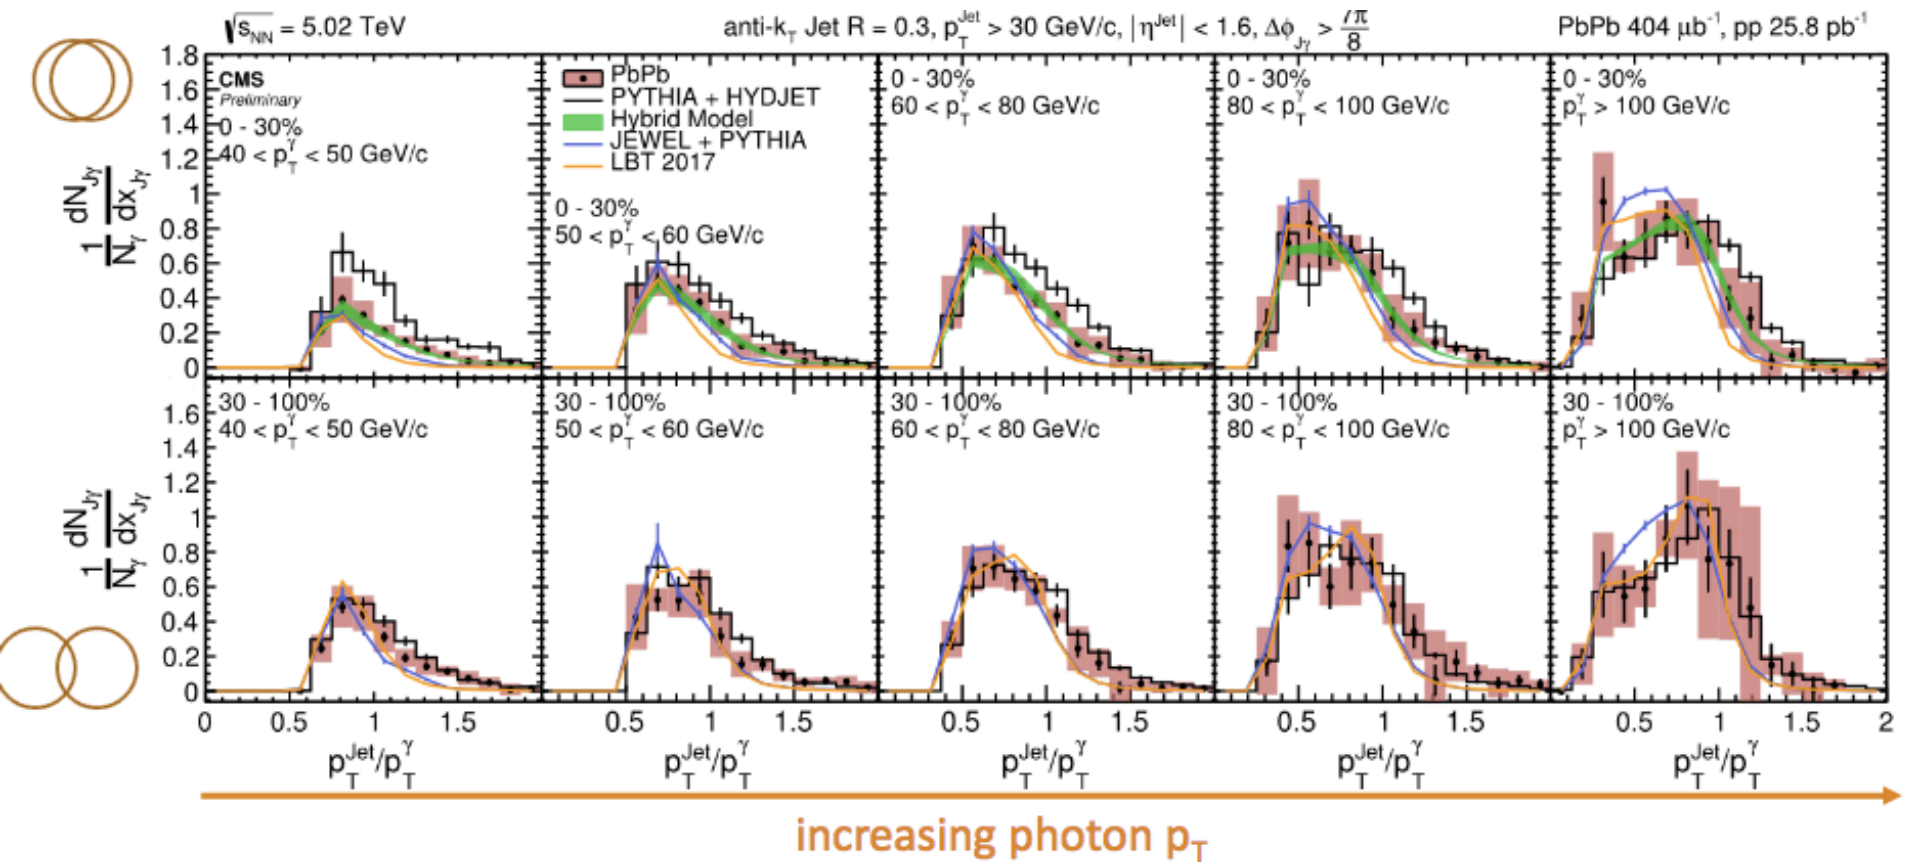 √s_NN = 5.02 TeV
anti-k_T Jet R = 0.3, p_T^Jet > 30 GeV/c, |η^Jet| < 1.6, Δϕ_Jγ > 7π/8
PbPb 404 μb^-1, pp 25.8 pb^-1
CMS
Preliminary
0 - 30%
40 < p_T^γ < 50 GeV/c
PbPb
PYTHIA + HYDJET
Hybrid Model
JEWEL + PYTHIA
LBT 2017
0 - 30%
50 < p_T^γ < 60 GeV/c
0 - 30%
60 < p_T^γ < 80 GeV/c
0 - 30%
80 < p_T^γ < 100 GeV/c
0 - 30%
p_T^γ > 100 GeV/c
1/N_γ dN_Jγ/dx_Jγ
1.8
1.6
1.4
1.2
1
0.8
0.6
0.4
0.2
0
30 - 100%
40 < p_T^γ < 50 GeV/c
30 - 100%
50 < p_T^γ < 60 GeV/c
30 - 100%
60 < p_T^γ < 80 GeV/c
30 - 100%
80 < p_T^γ < 100 GeV/c
30 - 100%
p_T^γ > 100 GeV/c
1/N_γ dN_Jγ/dx_Jγ
1.6
1.4
1.2
1
0.8
0.6
0.4
0.2
0
0 0.5 1 1.5 0.5 1 1.5 0.5 1 1.5 0.5 1 1.5 0.5 1 1.5 2
p_T^Jet/p_T^γ p_T^Jet/p_T^γ p_T^Jet/p_T^γ p_T^Jet/p_T^γ p_T^Jet/p_T^γ
increasing photon p_T